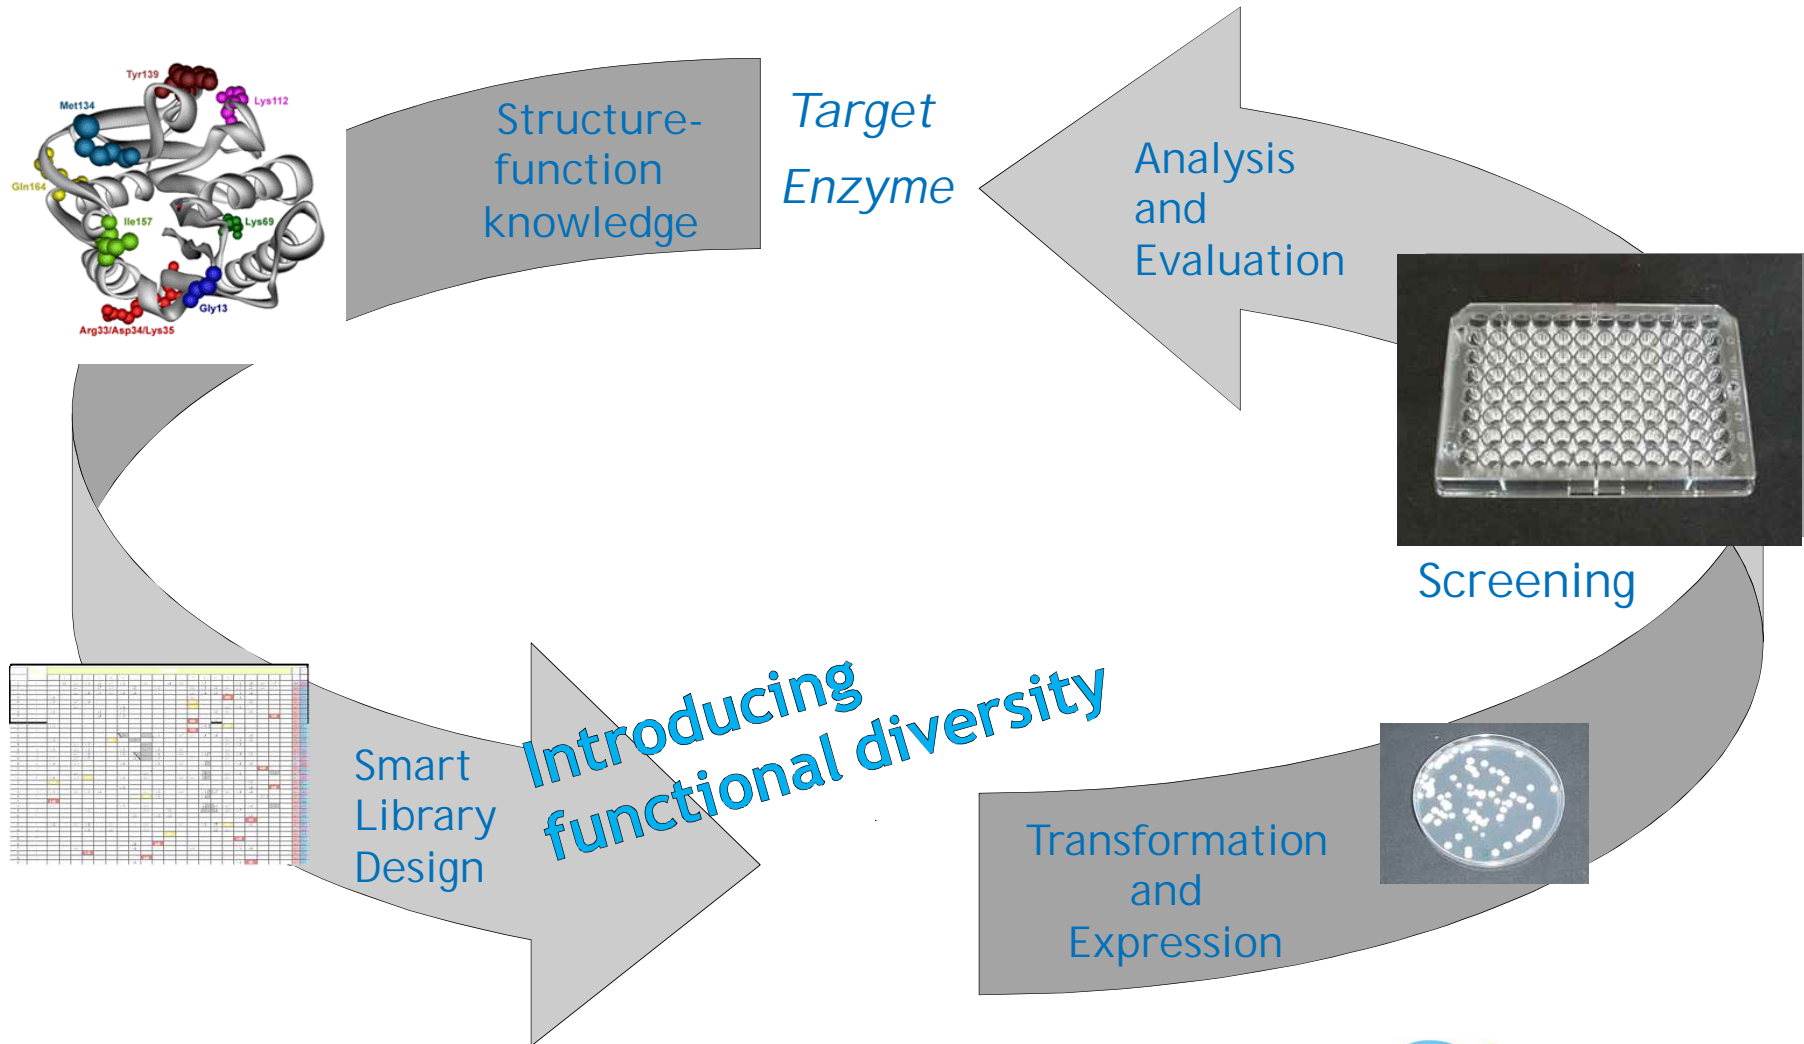 Tyr139
Lys112
Met134
Gln164
Ile157
Lys69
Gly13
Arg33/Asp34/Lys35
Structure-
function
knowledge
Target
Enzyme
Analysis
and
Evaluation
Screening
Smart
Library
Design
Introducing
functional diversity
Transformation
and
Expression